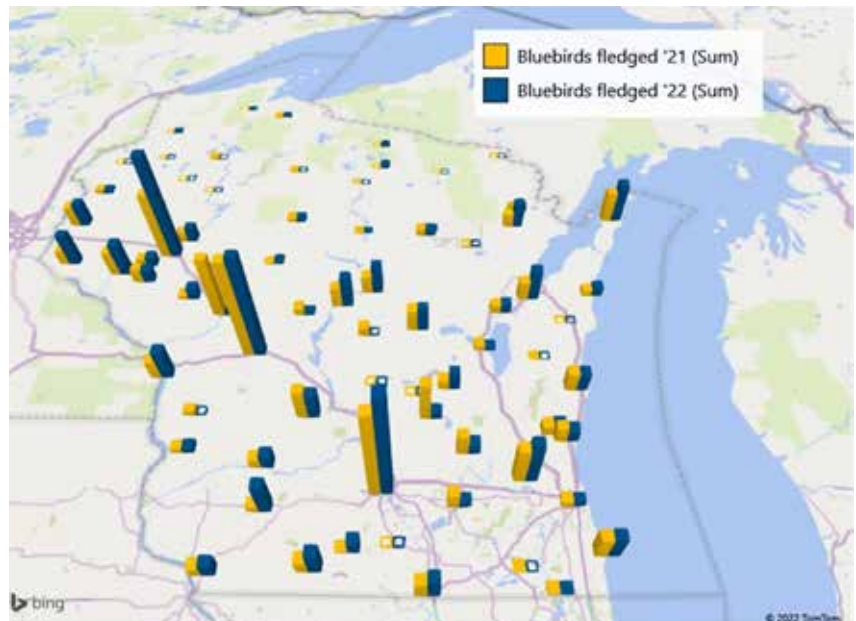 Bluebirds fledged '21 (Sum)
Bluebirds fledged '22 (Sum)
bing
© 2022 TomTom